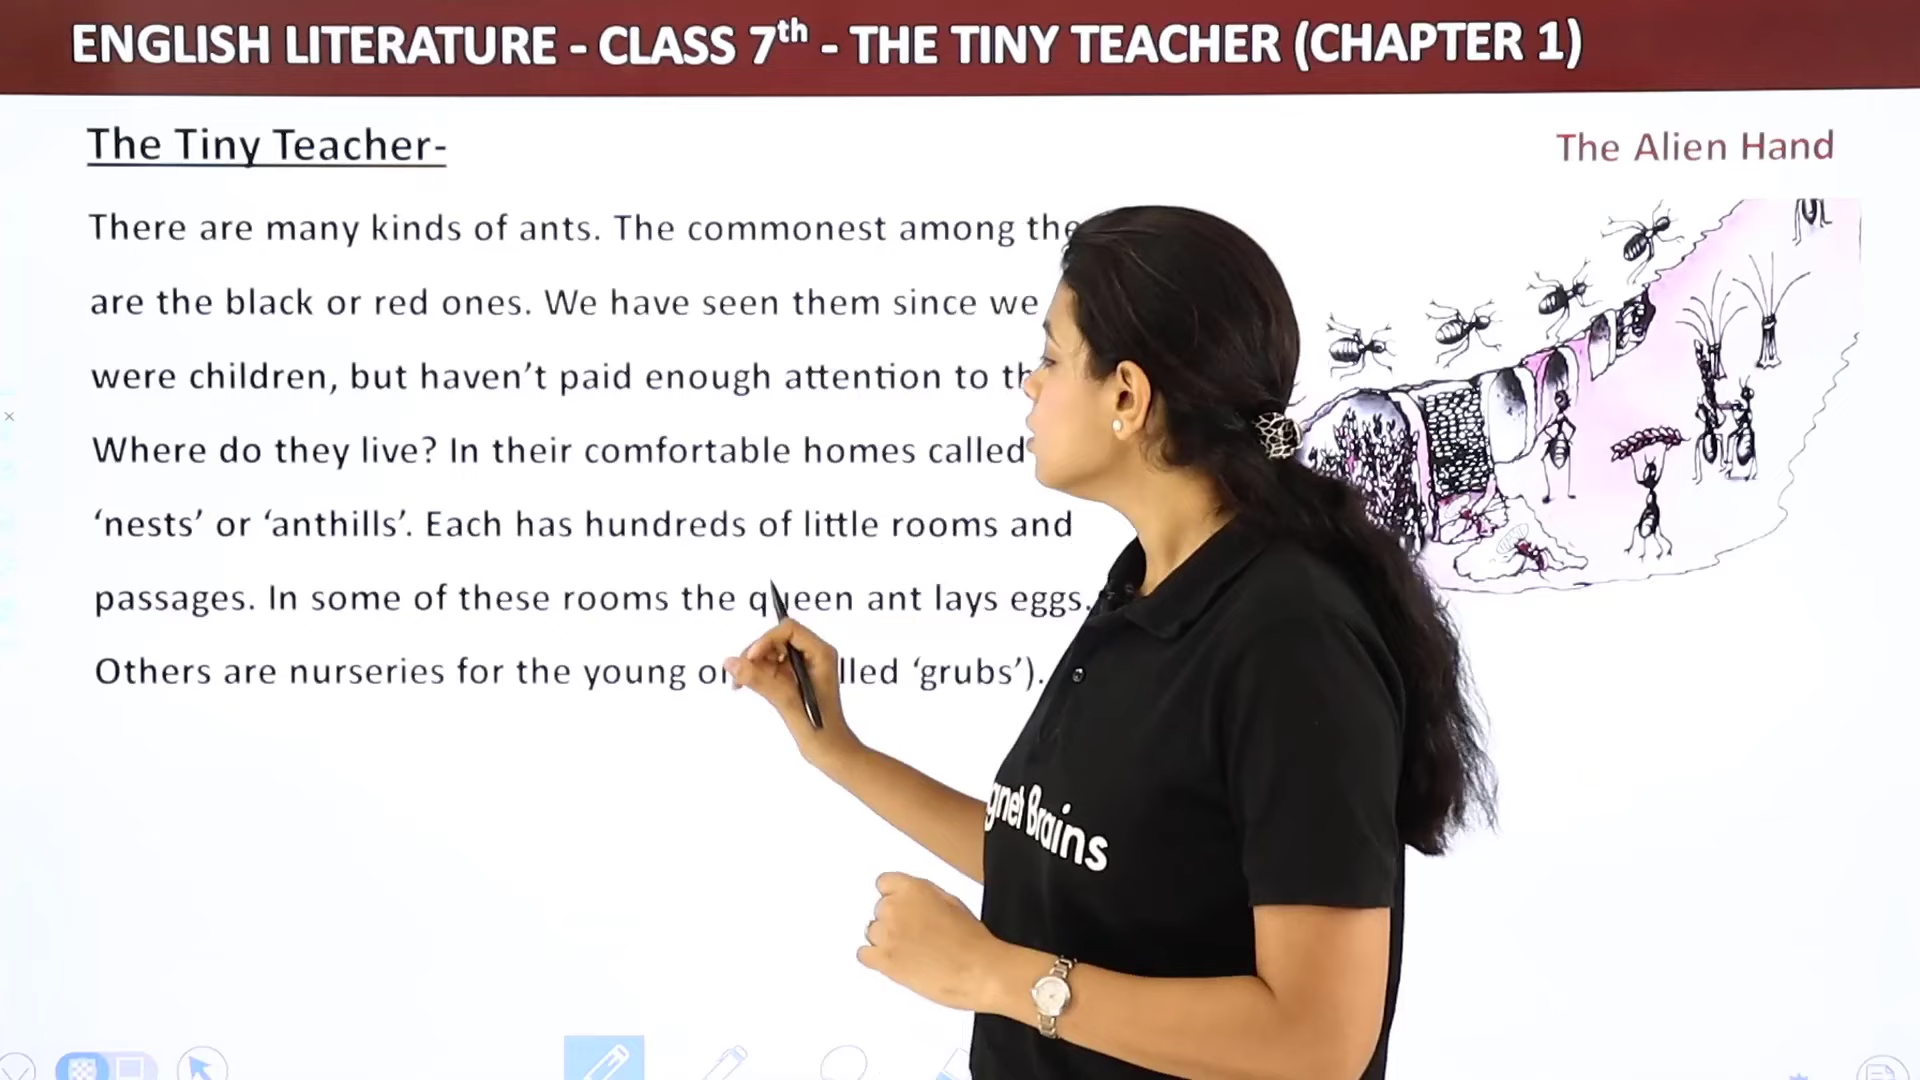 ENGLISH LITERATURE - CLASS 7th - THE TINY TEACHER (CHAPTER 1)
The Tiny Teacher-
The Alien Hand
There are many kinds of ants. The commonest among
are the black or red ones. We have seen them since we
were children, but haven’t paid enough attention to
Where do they live? In their comfortable homes called
‘nests’ or ‘anthills’. Each has hundreds of little rooms and
passages. In some of these rooms the queen ant lays eggs.
Others are nurseries for the young ‘grubs’).
Brains